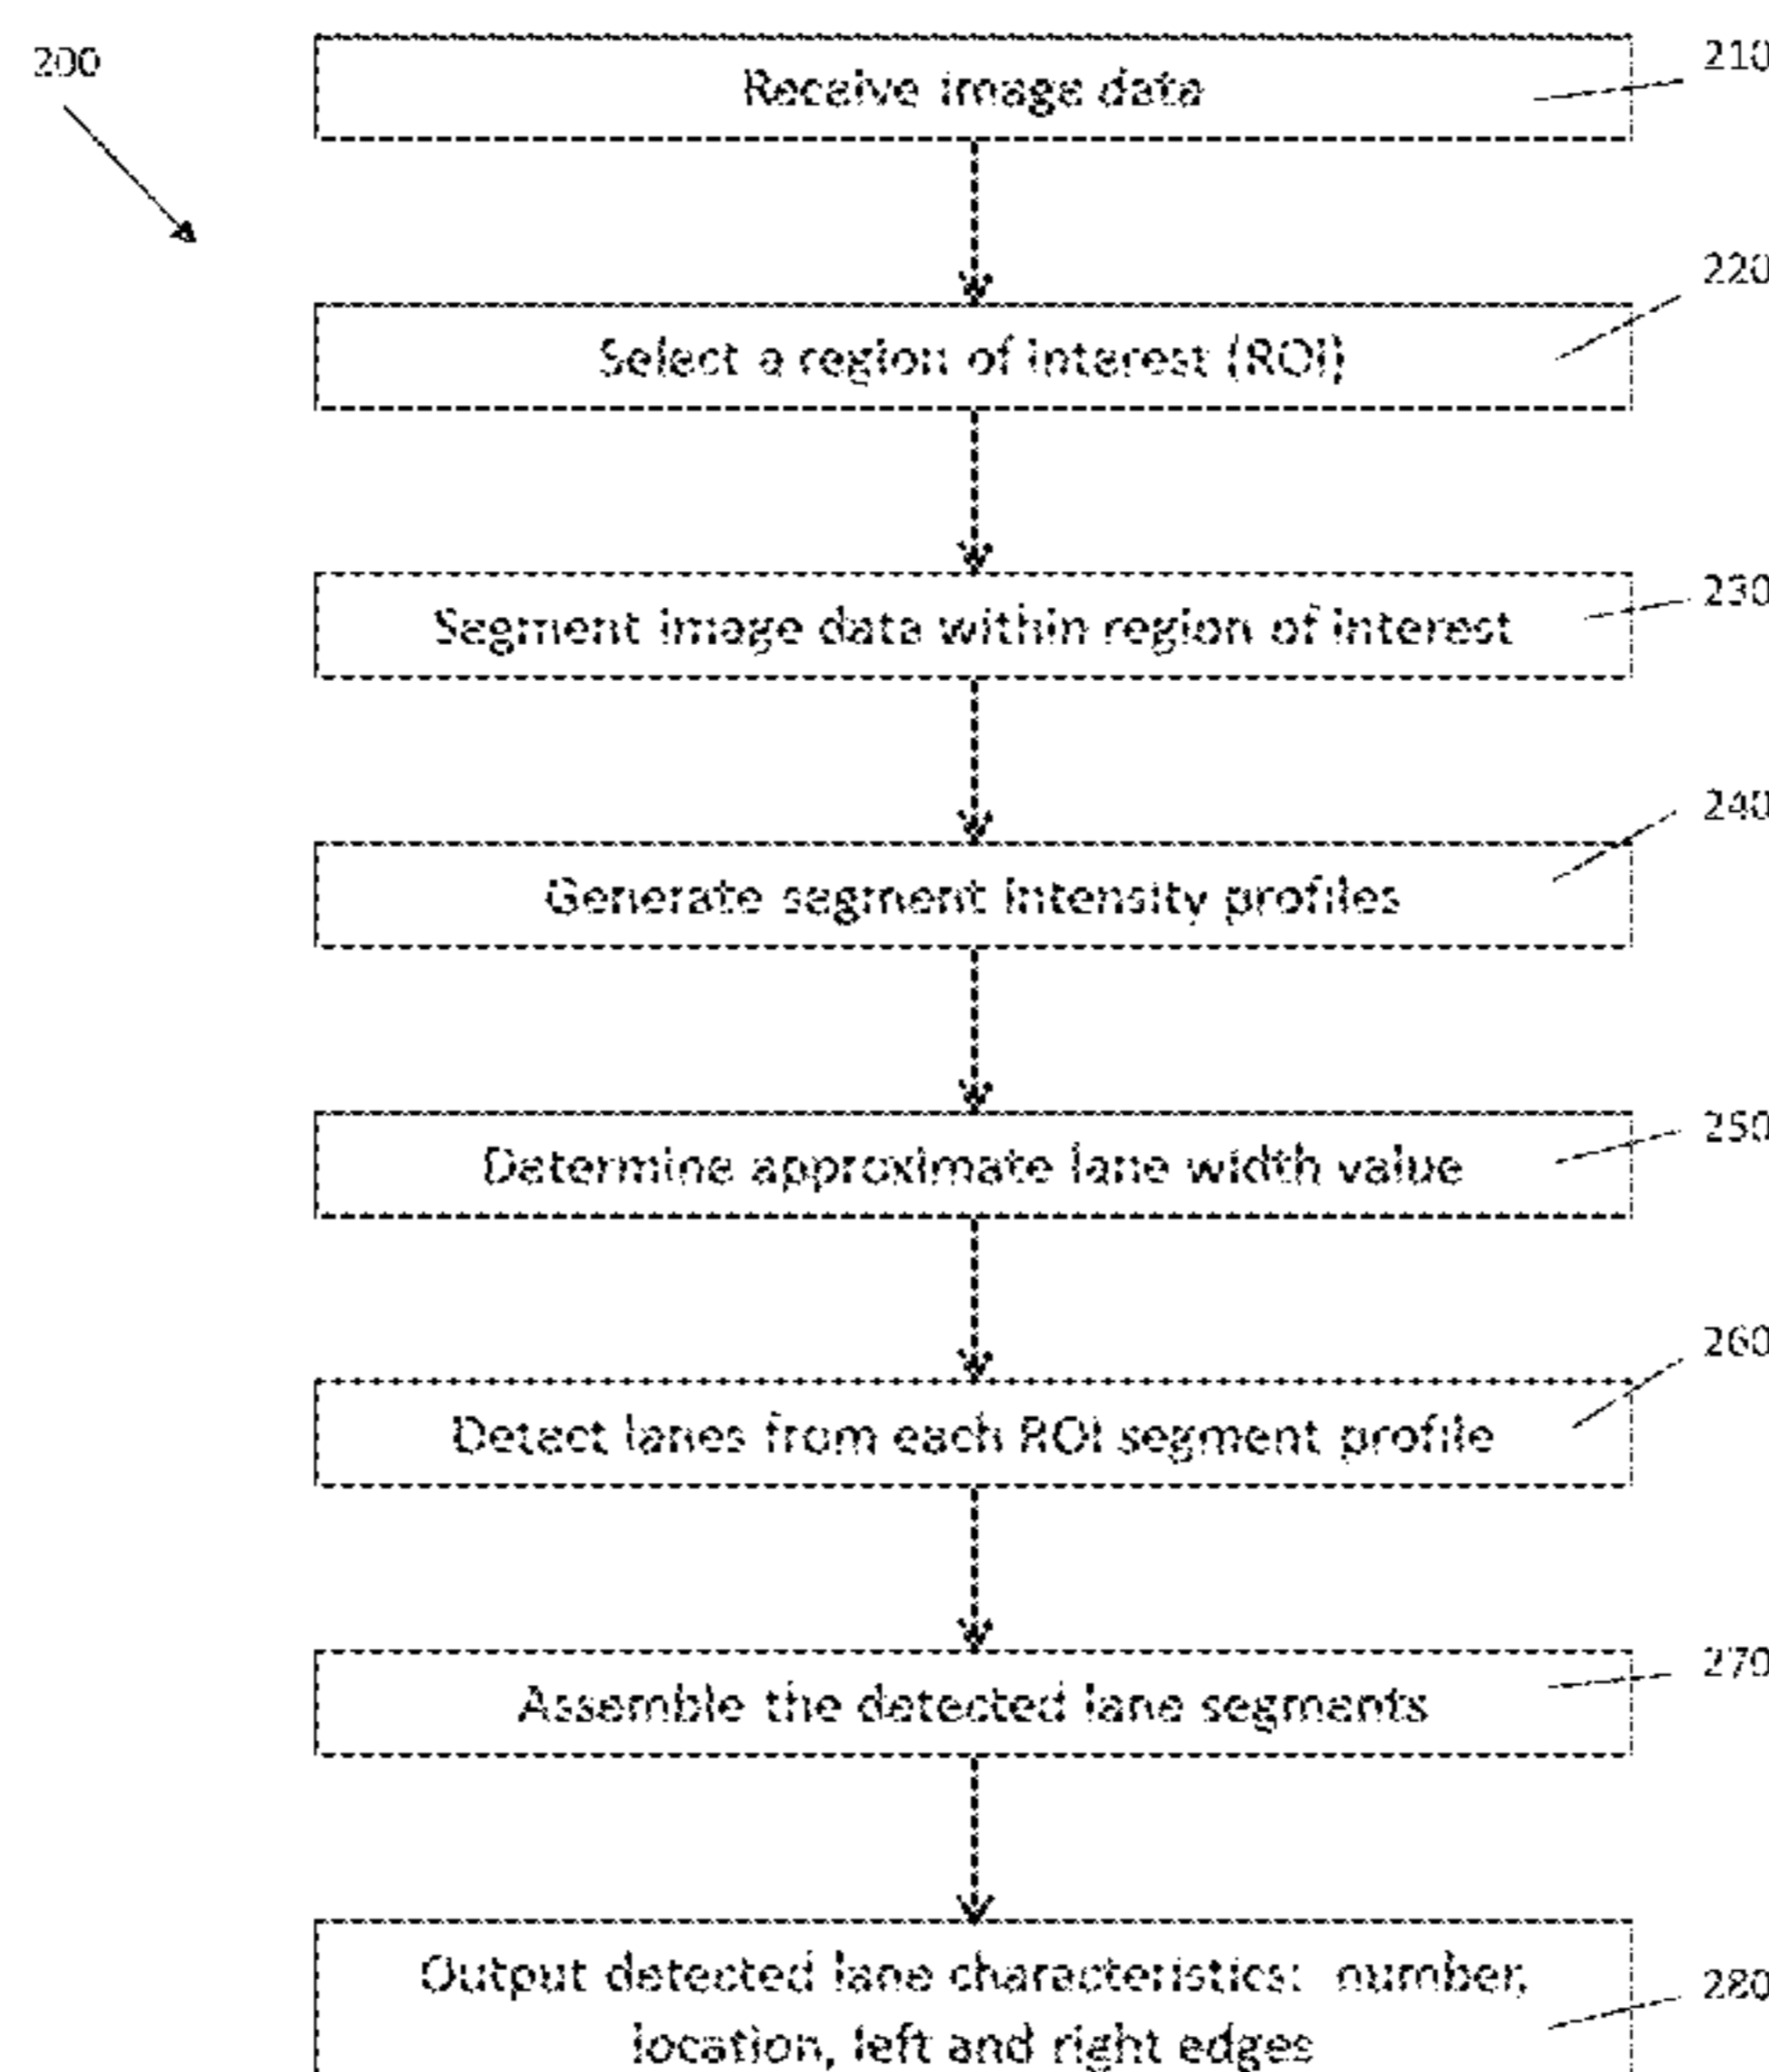 200
Receive image data
210
Select a region of interest (ROI)
220
Segment image data within region of interest
230
Generate segment intensity profiles
240
Determine approximate lane width value
250
Detect lanes from each ROI segment profile
260
Assemble the detected lane segments
270
Output detected lane characteristics: number,
location, left and right edges
280